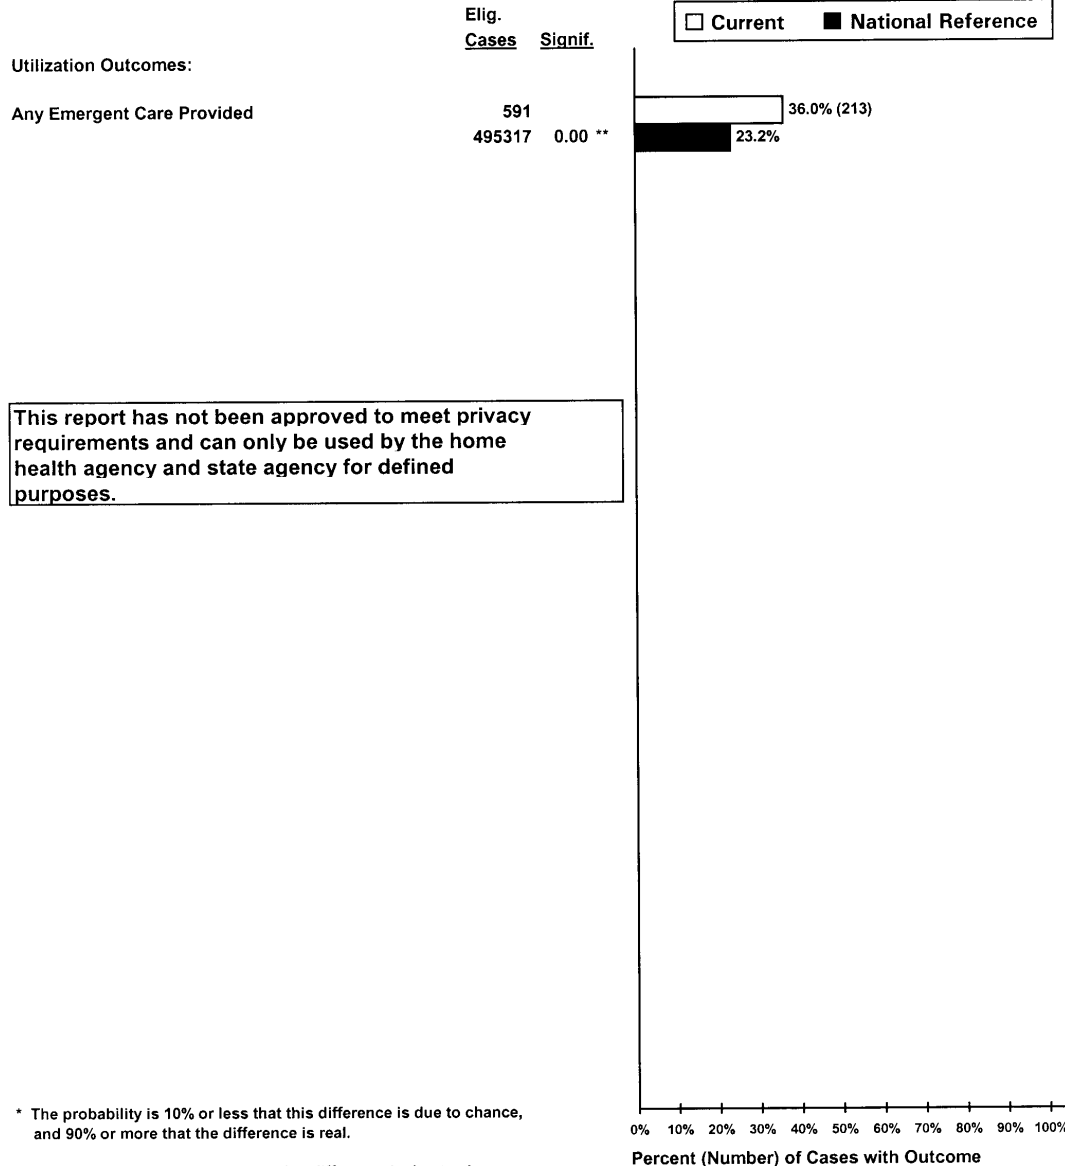 Elig.
Cases Signif.
□ Current ■ National Reference
Utilization Outcomes:
Any Emergent Care Provided 591 36.0% (213)
495317 0.00 ** 23.2%
This report has not been approved to meet privacy
requirements and can only be used by the home
health agency and state agency for defined
purposes.
* The probability is 10% or less that this difference is due to chance,
and 90% or more that the difference is real.
0% 10% 20% 30% 40% 50% 60% 70% 80% 90% 100%
Percent (Number) of Cases with Outcome